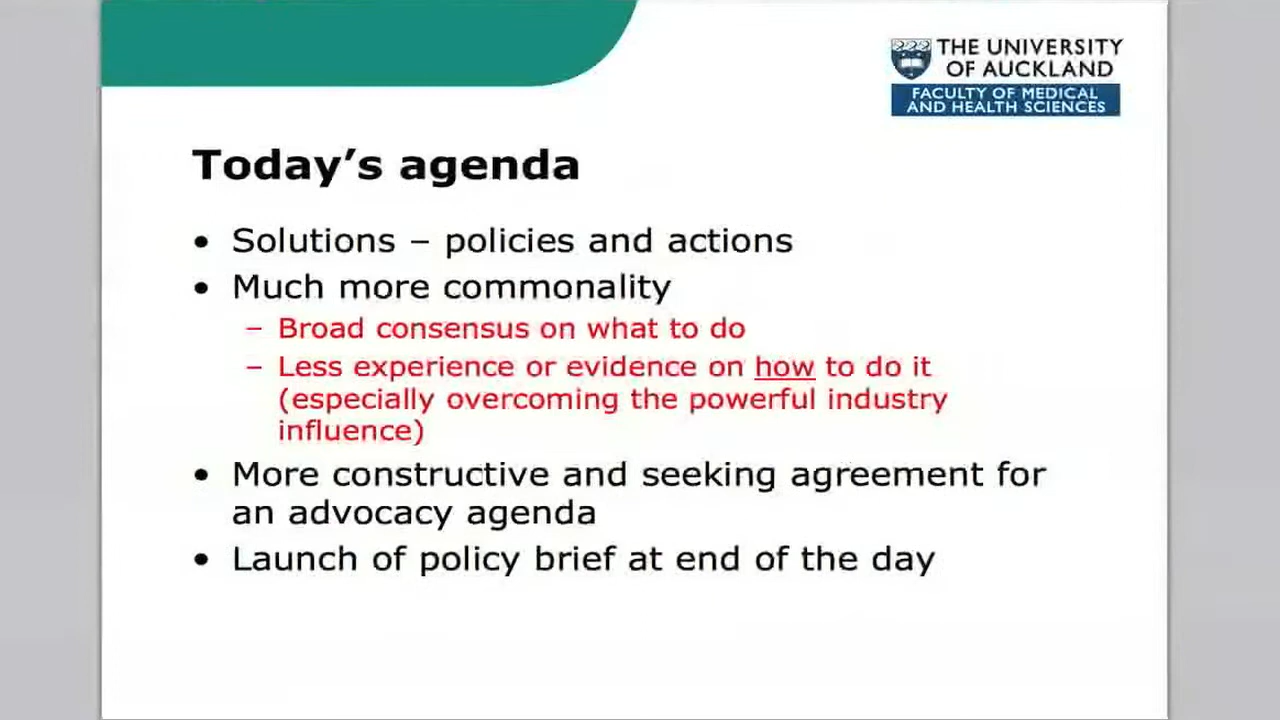 THE UNIVERSITY
OF AUCKLAND
FACULTY OF MEDICAL
AND HEALTH SCIENCES
Today’s agenda
• Solutions – policies and actions
• Much more commonality
– Broad consensus on what to do
– Less experience or evidence on how to do it
(especially overcoming the powerful industry
influence)
• More constructive and seeking agreement for
an advocacy agenda
• Launch of policy brief at end of the day